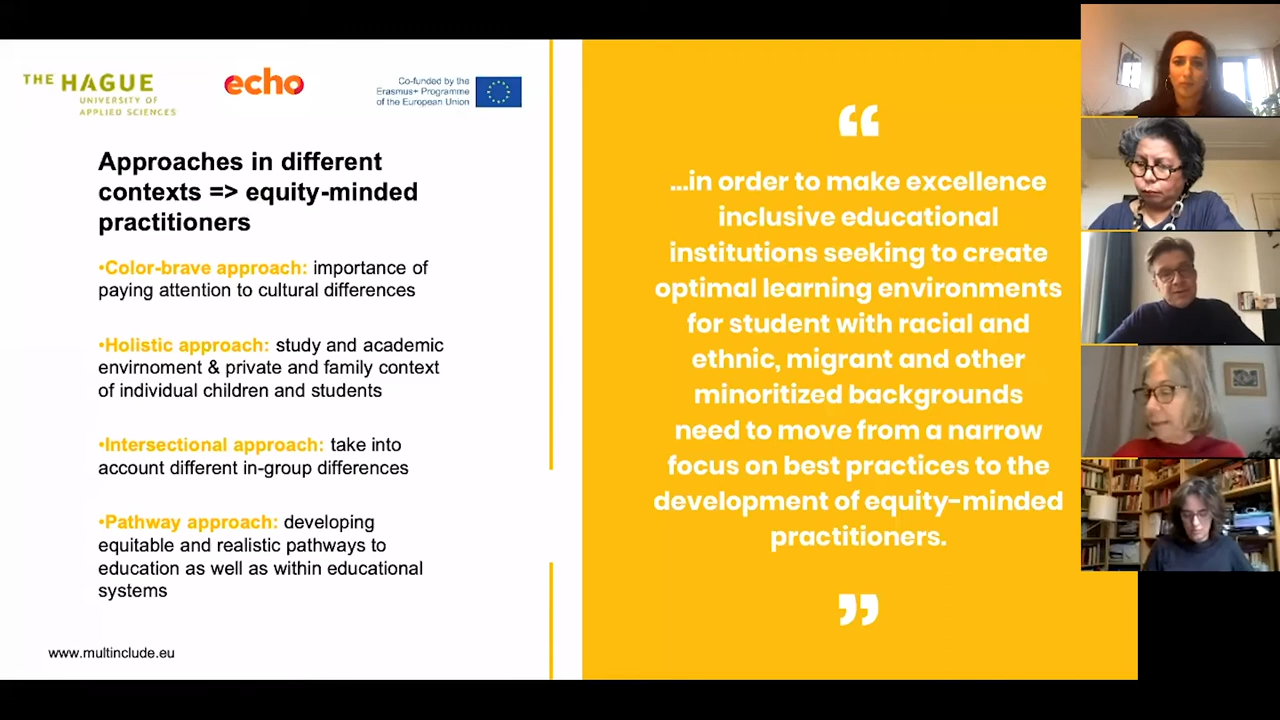 THE HAGUE
UNIVERSITY OF
APPLIED SCIENCES
echo
Co-funded by the
Erasmus+ Programme
of the European Union
Approaches in different
contexts => equity-minded
practitioners
•Color-brave approach: importance of
paying attention to cultural differences
•Holistic approach: study and academic
envirnoment & private and family context
of individual children and students
•Intersectional approach: take into
account different in-group differences
•Pathway approach: developing
equitable and realistic pathways to
education as well as within educational
systems
www.multinclude.eu
“
...in order to make excellence
inclusive educational
institutions seeking to create
optimal learning environments
for student with racial and
ethnic, migrant and other
minoritized backgrounds
need to move from a narrow
focus on best practices to the
development of equity-minded
practitioners.
”